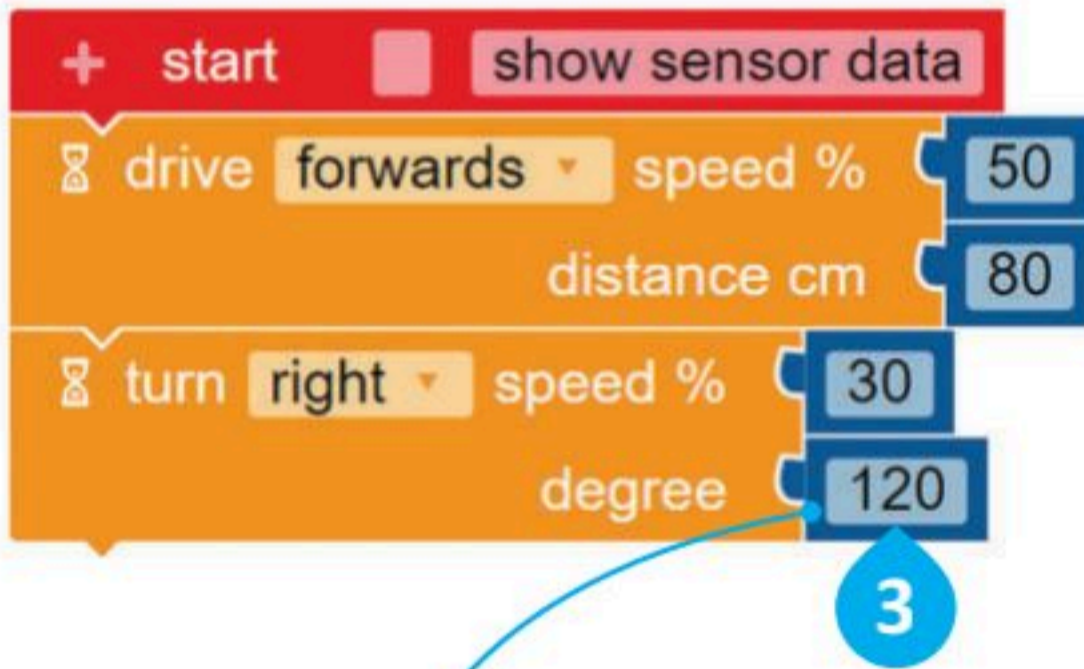 + start show sensor data
drive forwards speed % 50
distance cm 80
turn right speed % 30
degree 120
3